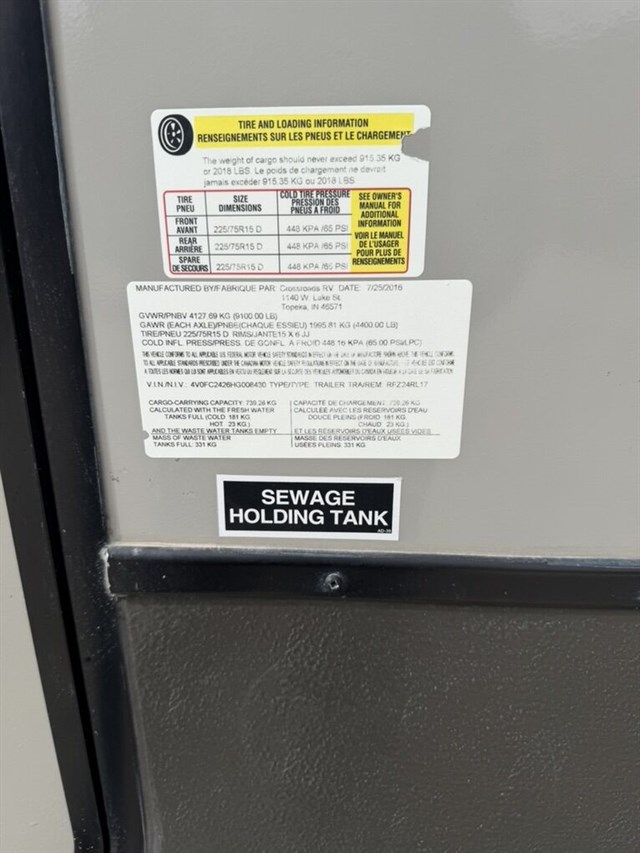 TIRE AND LOADING INFORMATION
RENSEIGNEMENTS SUR LES PNEUS ET LE CHARGEMENT
The weight of cargo should never exceed 915.35 KG
or 2018 LBS. Le poids de chargement ne devrait
jamais excéder 915.35 KG ou 2018 LBS
TIRE PNEU
SIZE DIMENSIONS
COLD TIRE PRESSURE PRESSION DES PNEUS A FROID
FRONT AVANT 225/75R15 D 448 KPA /65 PSI
REAR ARRIÈRE 225/75R15 D 448 KPA /65 PSI
SPARE DE SECOURS 225/75R15 D 448 KPA /65 PSI
SEE OWNER'S
MANUAL FOR
ADDITIONAL
INFORMATION
VOIR LE MANUEL
DE L'USAGER
POUR PLUS DE
RENSEIGNEMENTS
MANUFACTURED BY/FABRIQUE PAR: Crossroads RV DATE: 7/25/2016
1140 W. Lake St.
Topeka, IN 46571
GVWR/PNBV 4127.69 KG (9100.00 LB)
GAWR (EACH AXLE)/PNBE(CHAQUE ESSIEU) 1995.81 KG (4400.00 LB)
TIRE/PNEU 225/75R15 D RIMS/JANTE15 X 6 JJ
COLD INFL. PRESS/PRESS. DE GONFL. A FROID 448.16 KPA (65.00 PSI/LPC)
V.I.N./N.I.V.: 4V0FC2426HG008430 TYPE/TYPE: TRAILER TRA/REM: RFZ24RL17
CARGO-CARRYING CAPACITY: 735.26 KG
CALCULATED WITH THE FRESH WATER
TANKS FULL (COLD: 181 KG
HOT: 23 KG.)
AND THE WASTE WATER TANKS EMPTY
MASS OF WASTE WATER
TANKS FULL: 331 KG
CAPACITE DE CHARGEMENT: 735.26 KG
CALCULEE AVEC LES RESERVOIRS D'EAU
DOUCE PLEINS (FROID: 181 KG
CHAUD: 23 KG.)
ET LES RESERVOIRS D'EAUX USEES VIDES
MASSE DES RESERVOIRS D'EAUX
USEES PLEINS: 331 KG.
SEWAGE
HOLDING TANK